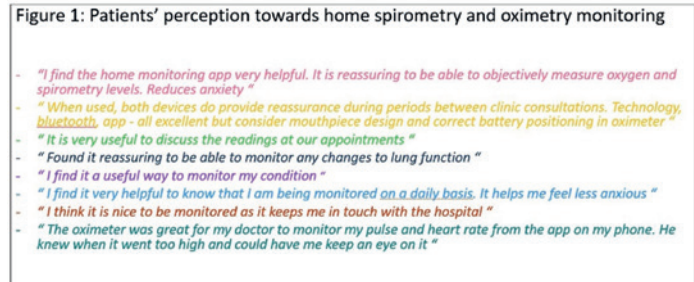 Figure 1: Patients' perception towards home spirometry and oximetry monitoring
- "I find the home monitoring app very helpful. It is reassuring to be able to objectively measure oxygen and
spirometry levels. Reduces anxiety "
- " When used, both devices do provide reassurance during periods between clinic consultations. Technology,
bluetooth, app - all excellent but consider mouthpiece design and correct battery positioning in oximeter "
- " It is very useful to discuss the readings at our appointments "
- " Found it reassuring to be able to monitor any changes to lung function "
- " I find it a useful way to monitor my condition "
- " I find it very helpful to know that I am being monitored on a daily basis. It helps me feel less anxious "
- " I think it is nice to be monitored as it keeps me in touch with the hospital "
- " The oximeter was great for my doctor to monitor my pulse and heart rate from the app on my phone. He
knew when it went too high and could have me keep an eye on it "